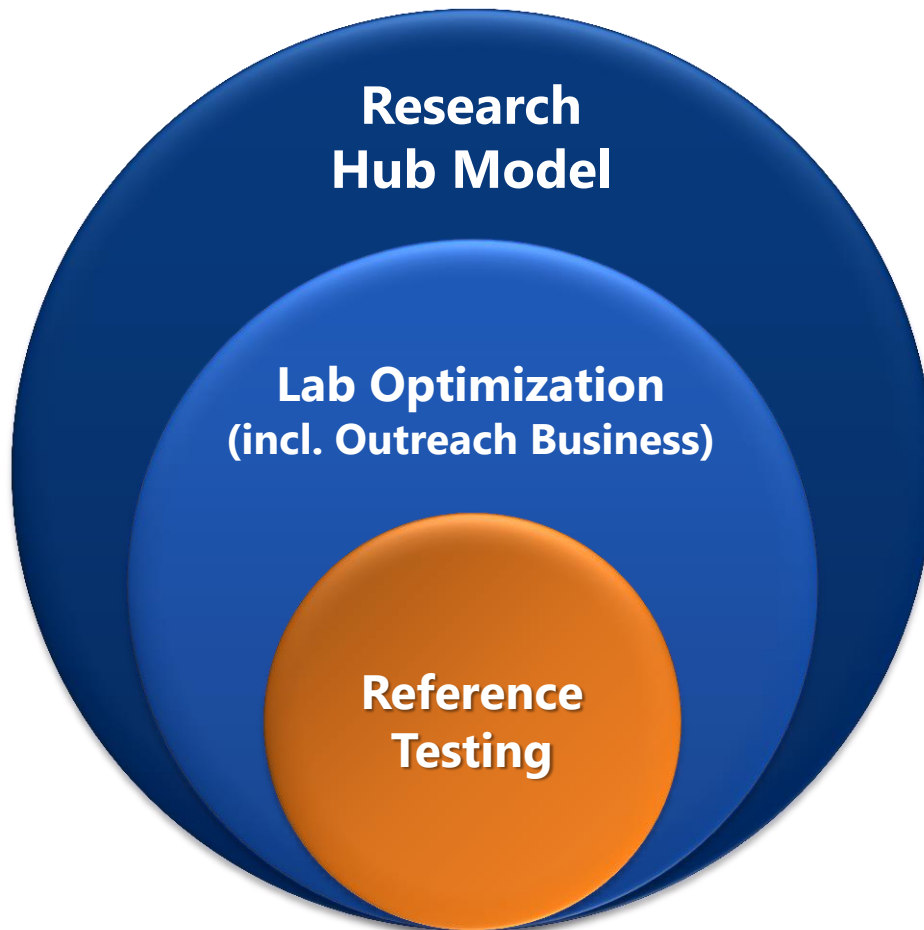 Research
Hub Model
Lab Optimization
(incl. Outreach Business)
Reference
Testing